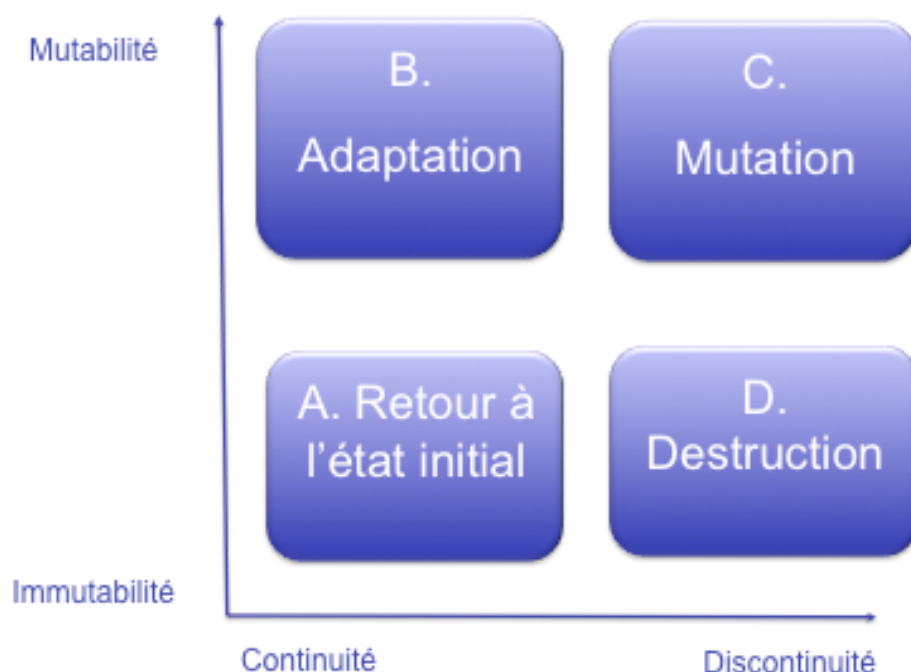 Mutabilité
B.
Adaptation
C.
Mutation
A. Retour à
l'état initial
D.
Destruction
Immutabilité
Continuité
Discontinuité